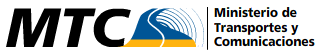 MTC
Ministerio de
Transportes y
Comunicaciones